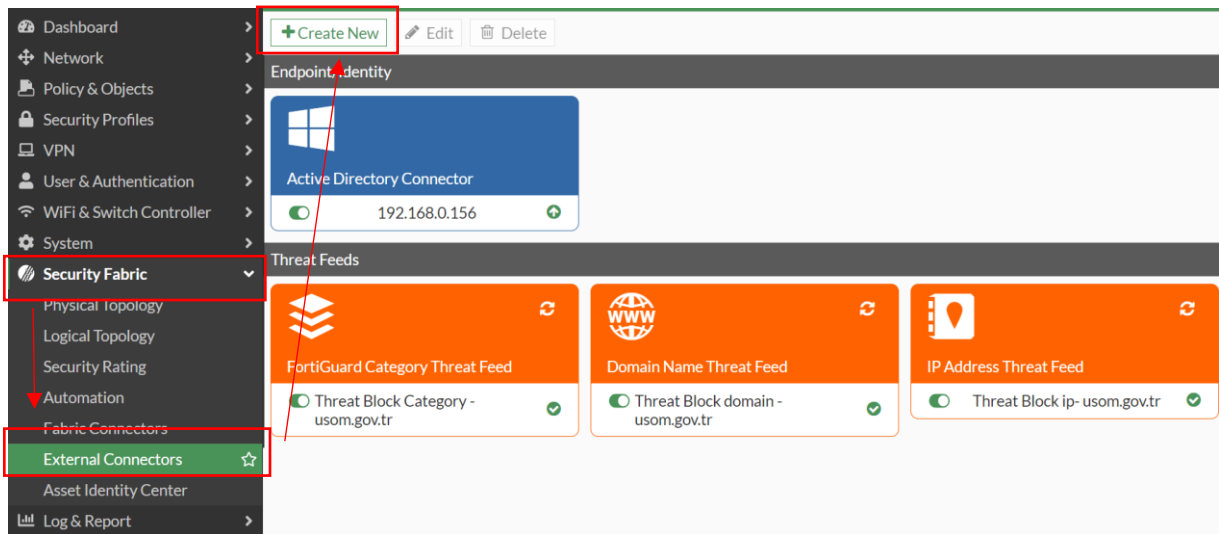 Dashboard
Network
Policy & Objects
Security Profiles
VPN
User & Authentication
WiFi & Switch Controller
System
Security Fabric
Physical Topology
Logical Topology
Security Rating
Automation
Fabric Connectors
External Connectors
Asset Identity Center
Log & Report
+Create New Edit Delete
Endpoint/Identity
Active Directory Connector
192.168.0.156
Threat Feeds
FortiGuard Category Threat Feed
Threat Block Category -
usom.gov.tr
WWW
Domain Name Threat Feed
Threat Block domain -
usom.gov.tr
IP Address Threat Feed
Threat Block ip- usom.gov.tr